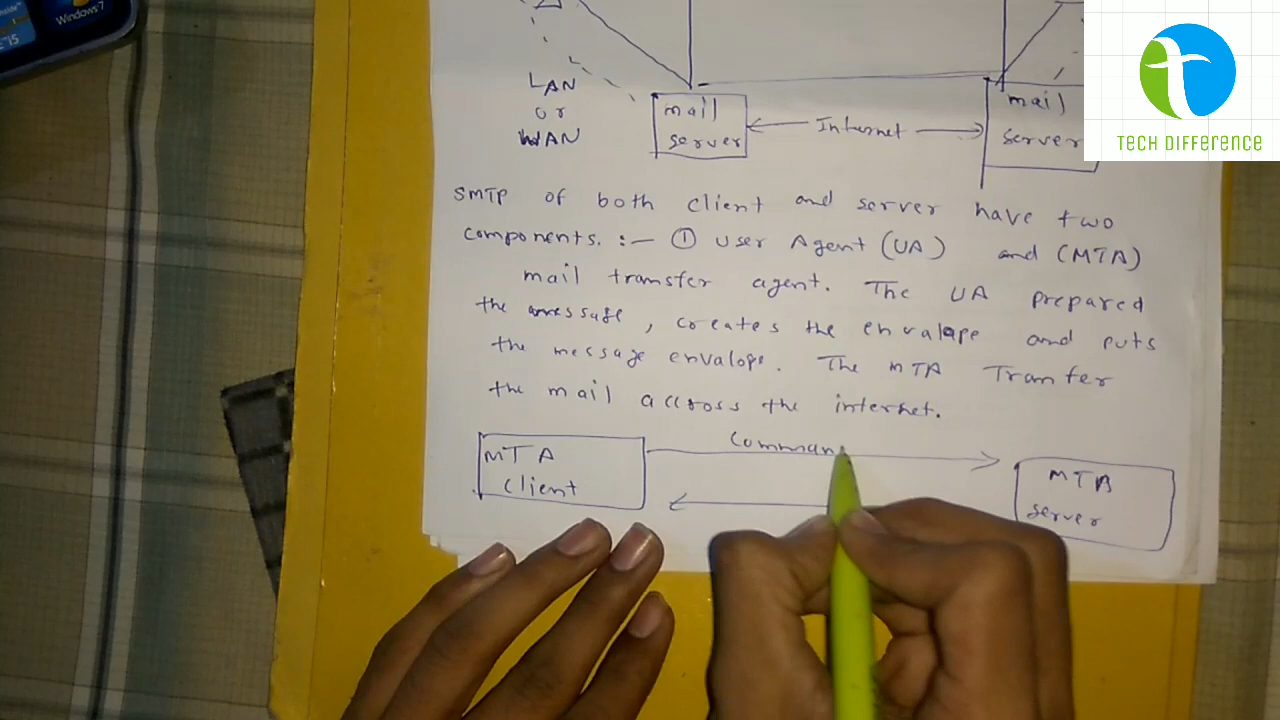 Windows 7
TECH DIFFERENCE
LAN
or
WAN
mail
server
Internet
mail
server
SMTP of both client and server have two
components. :- ① User Agent (UA) and (MTA)
mail transfer agent. The UA prepared
the message, creates the envalope and puts
the message envalope. The MTA Transfer
the mail accross the internet.
MTA
client
Comman
MTA
server